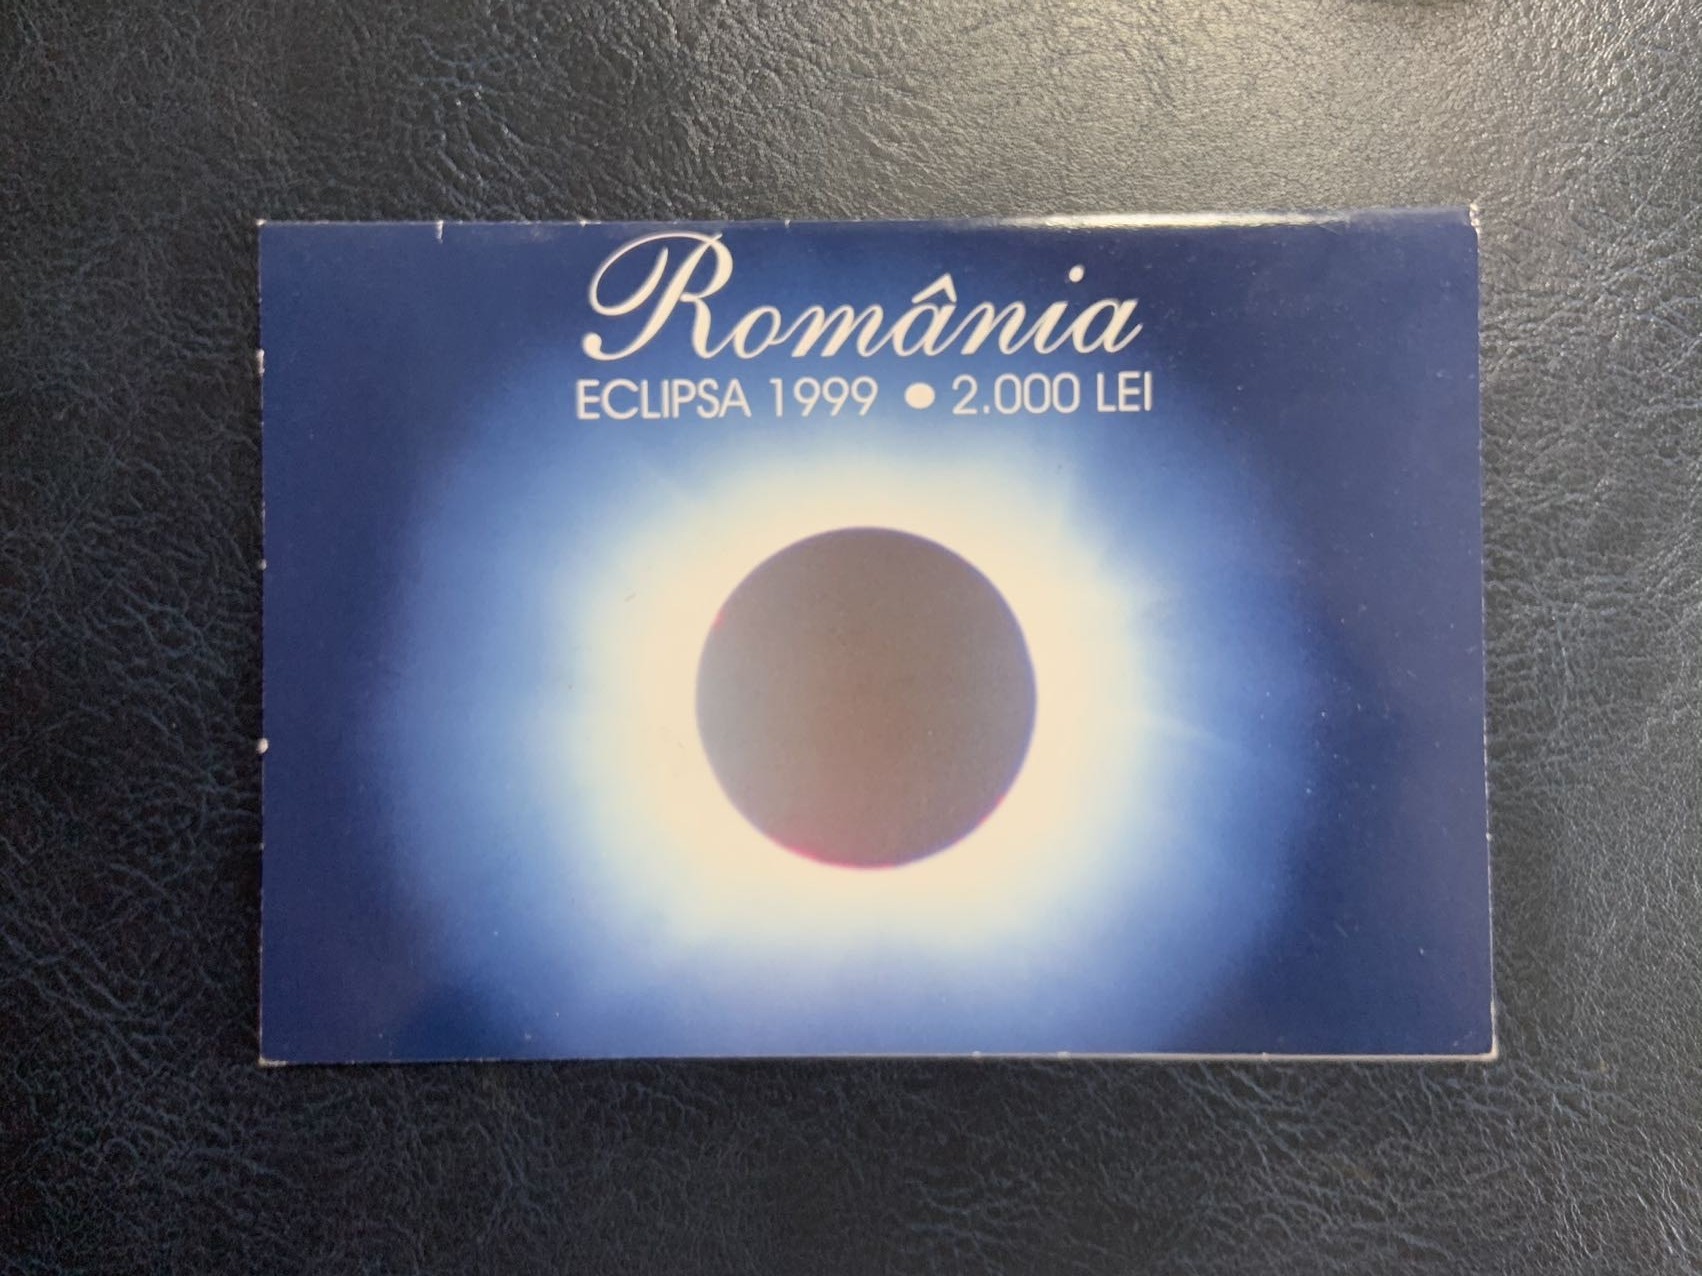 România
ECLIPSA 1999 ● 2.000 LEI